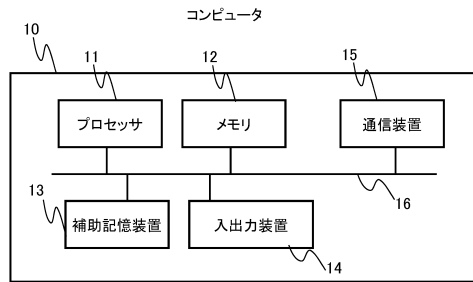 コンピュータ
10
11
12
15
プロセッサ
メモリ
通信装置
16
13
補助記憶装置
入出力装置
14